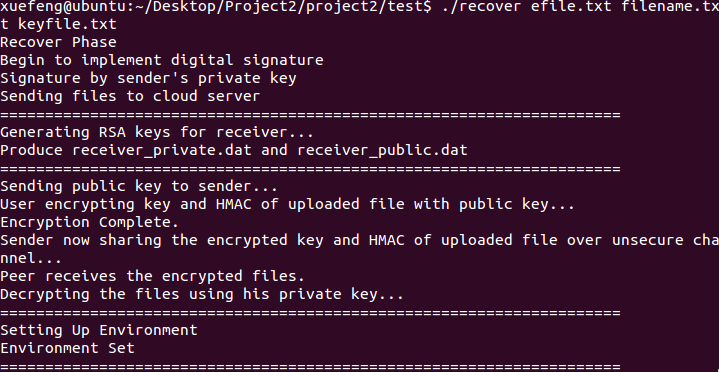 xuefeng@ubuntu:~/Desktop/Project2/project2/test$ ./recover efile.txt filename.tx
t keyfile.txt
Recover Phase
Begin to implement digital signature
Signature by sender's private key
Sending files to cloud server
=====================================================================
Generating RSA keys for receiver...
Produce receiver_private.dat and receiver_public.dat
=====================================================================
Sending public key to sender...
User encrypting key and HMAC of uploaded file with public key...
Encryption Complete.
Sender now sharing the encrypted key and HMAC of uploaded file over unsecure cha
nnel...
Peer receives the encrypted files.
Decrypting the files using his private key...
=====================================================================
Setting Up Environment
Environment Set
=====================================================================